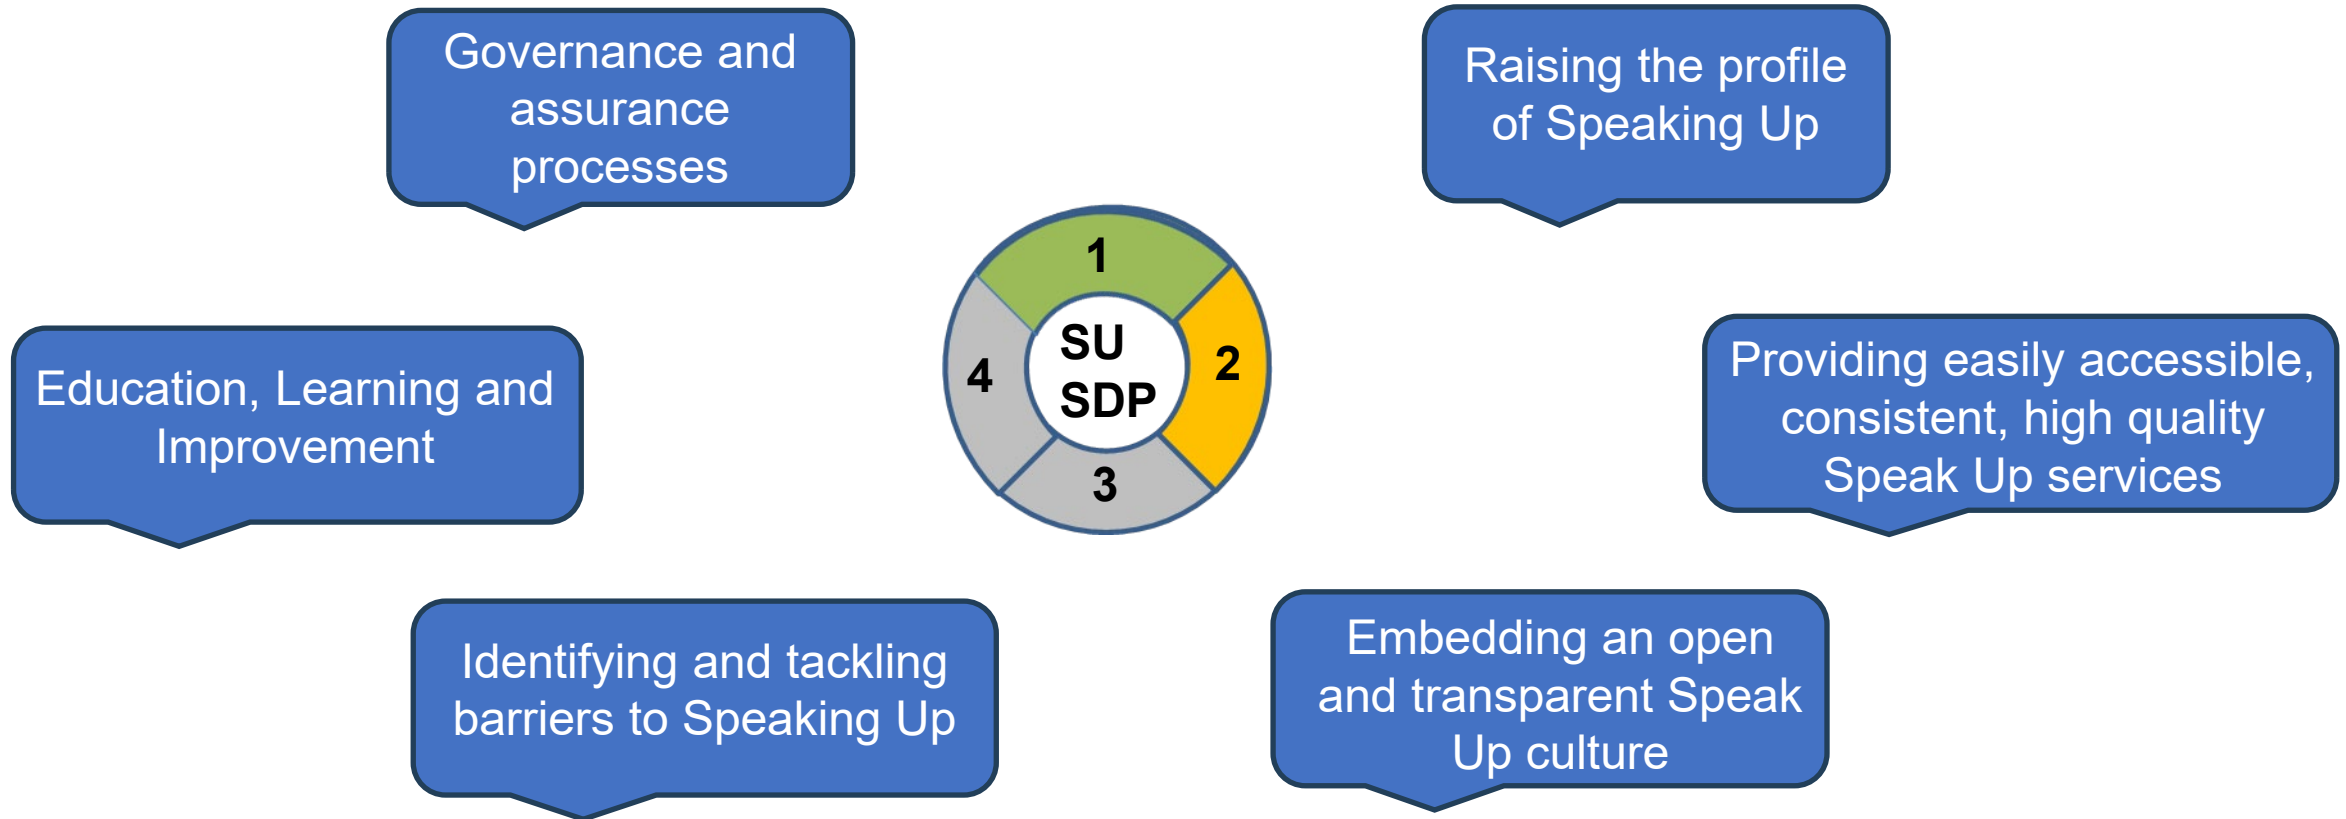 Governance and
assurance
processes
Raising the profile
of Speaking Up
1
2
3
4
SU
SDP
Education, Learning and
Improvement
Providing easily accessible,
consistent, high quality
Speak Up services
Identifying and tackling
barriers to Speaking Up
Embedding an open
and transparent Speak
Up culture